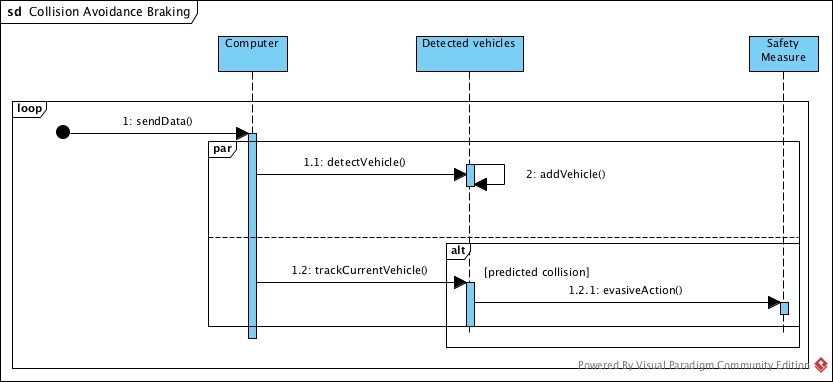 sd Collision Avoidance Braking
Computer
Detected vehicles
Safety
Measure
loop
1: sendData()
par
1.1: detectVehicle()
2: addVehicle()
alt
1.2: trackCurrentVehicle()
[predicted collision]
1.2.1: evasiveAction()
Powered By Visual Paradigm Community Edition